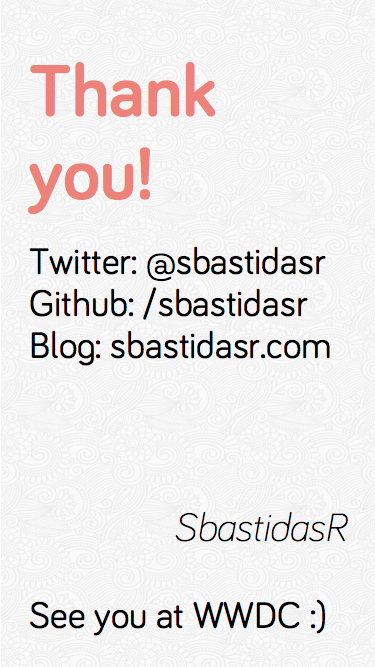 Thank
you!
Twitter: @sbastidasr
Github: /sbastidasr
Blog: sbastidasr.com
SbastidasR
See you at WWDC :)